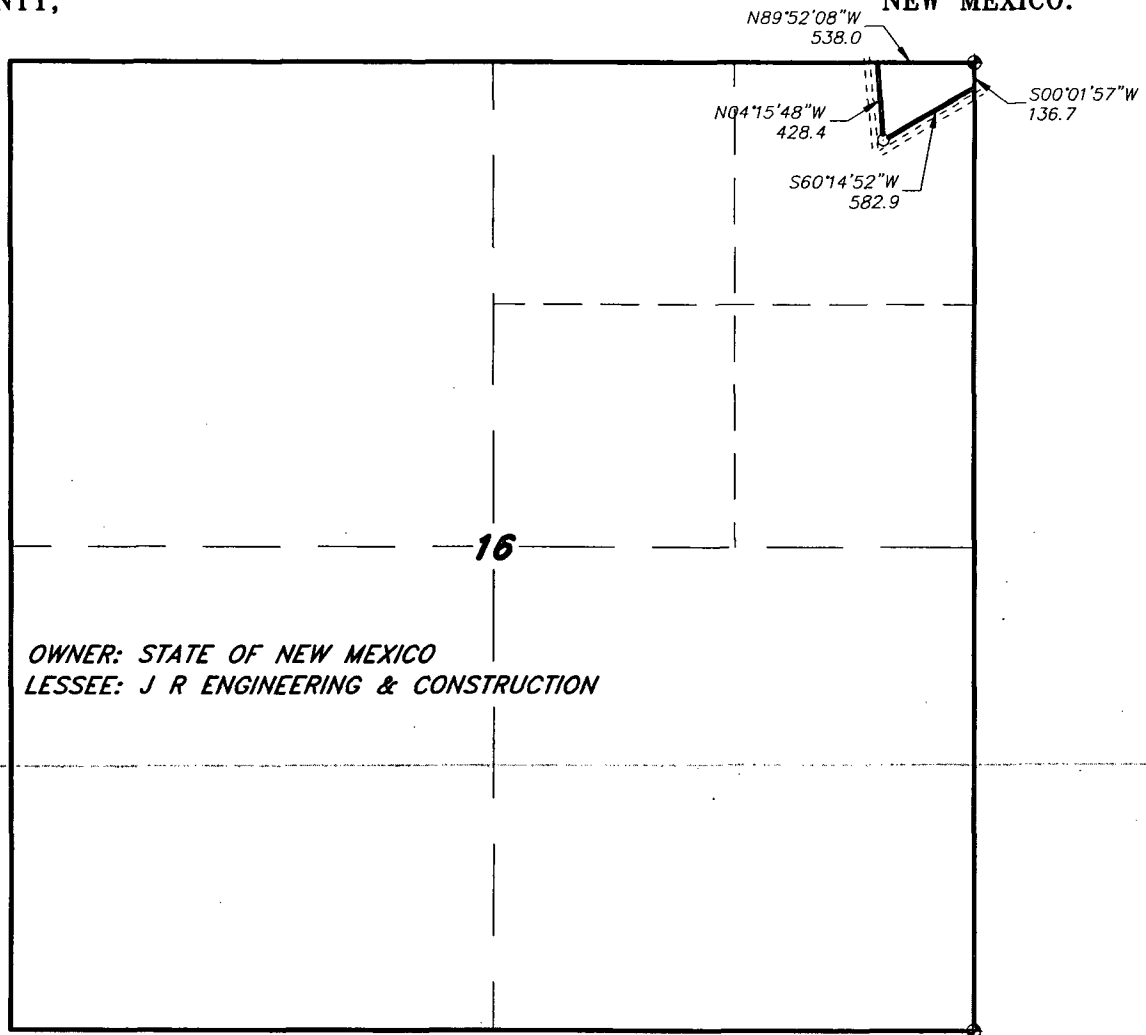 NTY,
NEW MEXICO.
N89°52'08"W
538.0
S00°01'57"W
136.7
N04°15'48"W
428.4
S60°14'52"W
582.9
16
OWNER: STATE OF NEW MEXICO
LESSEE: J R ENGINEERING & CONSTRUCTION